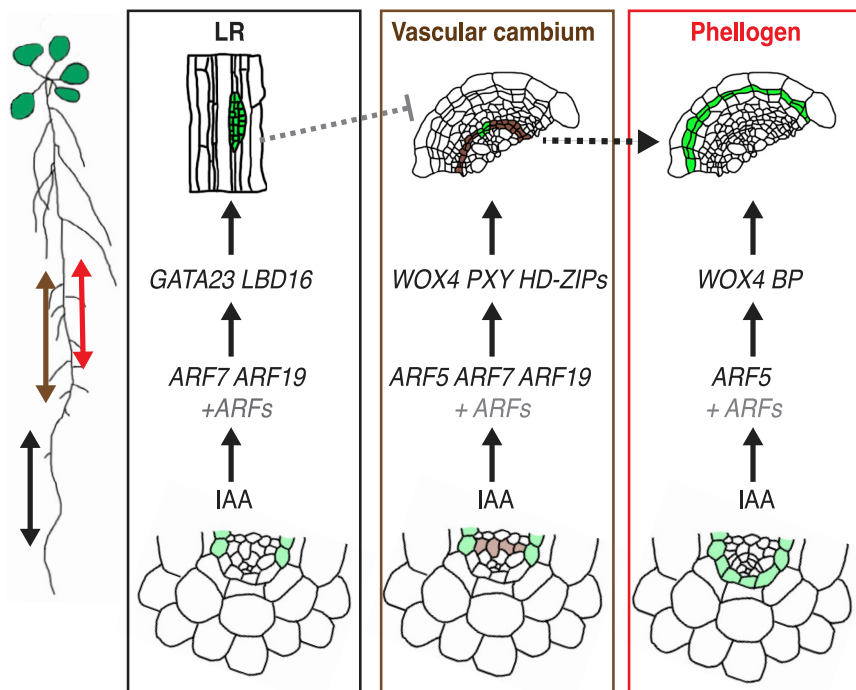 LR
GATA23 LBD16
ARF7 ARF19
+ARFs
IAA
Vascular cambium
WOX4 PXY HD-ZIPs
ARF5 ARF7 ARF19
+ ARFs
IAA
Phellogen
WOX4 BP
ARF5
+ ARFs
IAA